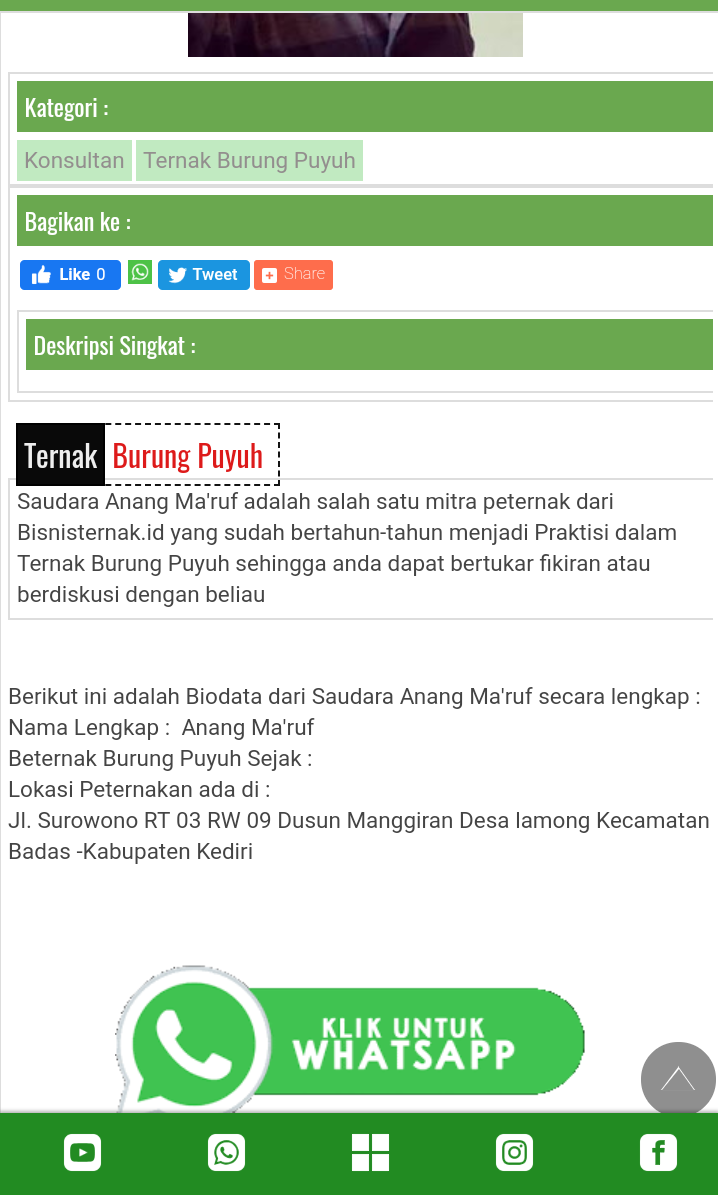 Kategori :
Konsultan Ternak Burung Puyuh
Bagikan ke :
Like 0 Tweet Share
Deskripsi Singkat :
Ternak Burung Puyuh
Saudara Anang Ma'ruf adalah salah satu mitra peternak dari
Bisnisternak.id yang sudah bertahun-tahun menjadi Praktisi dalam
Ternak Burung Puyuh sehingga anda dapat bertukar fikiran atau
berdiskusi dengan beliau
Berikut ini adalah Biodata dari Saudara Anang Ma'ruf secara lengkap :
Nama Lengkap :  Anang Ma'ruf
Beternak Burung Puyuh Sejak :
Lokasi Peternakan ada di :
Jl. Surowono RT 03 RW 09 Dusun Manggiran Desa lamong Kecamatan
Badas -Kabupaten Kediri
KLIK UNTUK
WHATSAPP